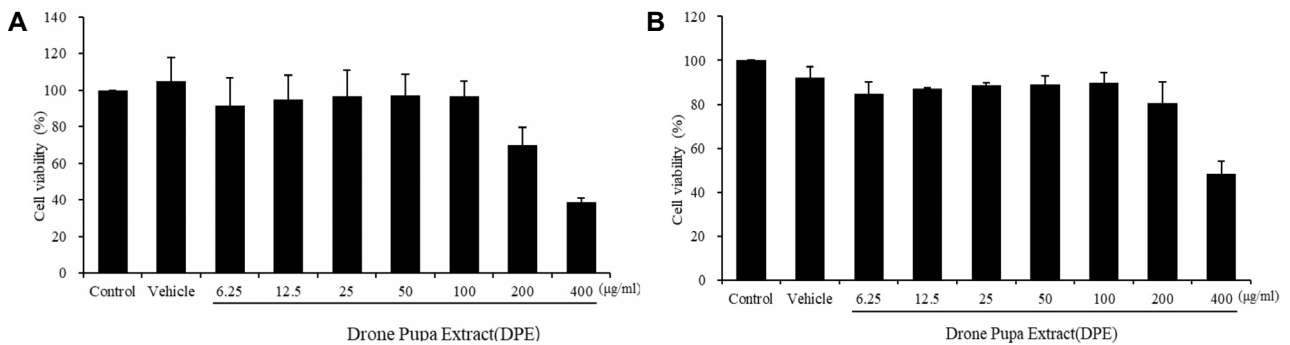 A
140
120
100
80
60
40
20
0
Cell viability (%)
Control Vehicle 6.25 12.5 25 50 100 200 400 (μg/ml)
Drone Pupa Extract(DPE)
B
120
100
80
60
40
20
0
Cell viability (%)
Control Vehicle 6.25 12.5 25 50 100 200 400 (μg/ml)
Drone Pupa Extract(DPE)